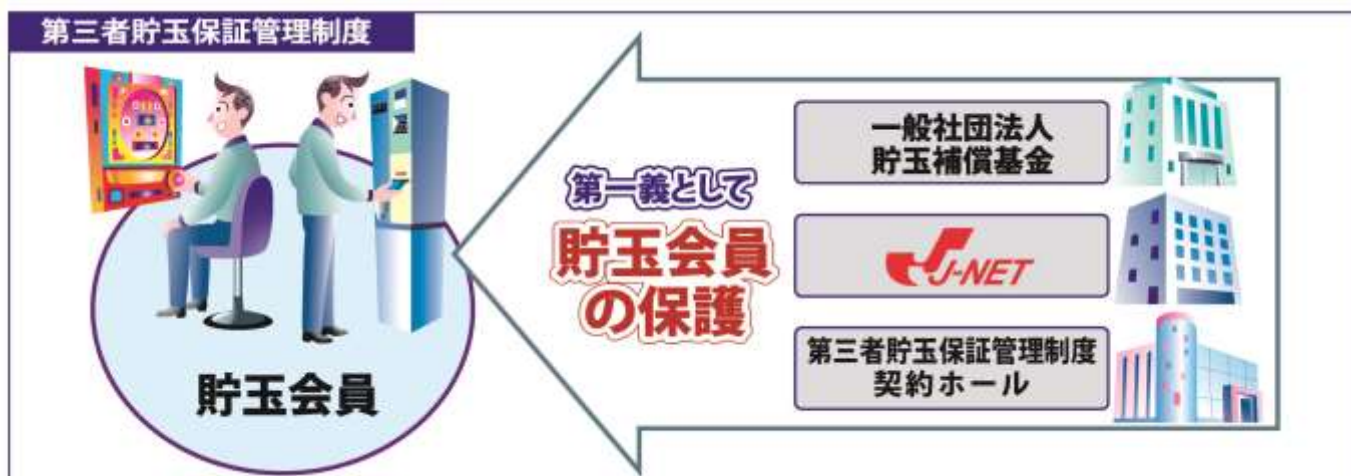 第三者貯玉保証管理制度
貯玉会員
第一義として
貯玉会員
の保護
一般社団法人
貯玉補償基金
J-NET
第三者貯玉保証管理制度
契約ホール